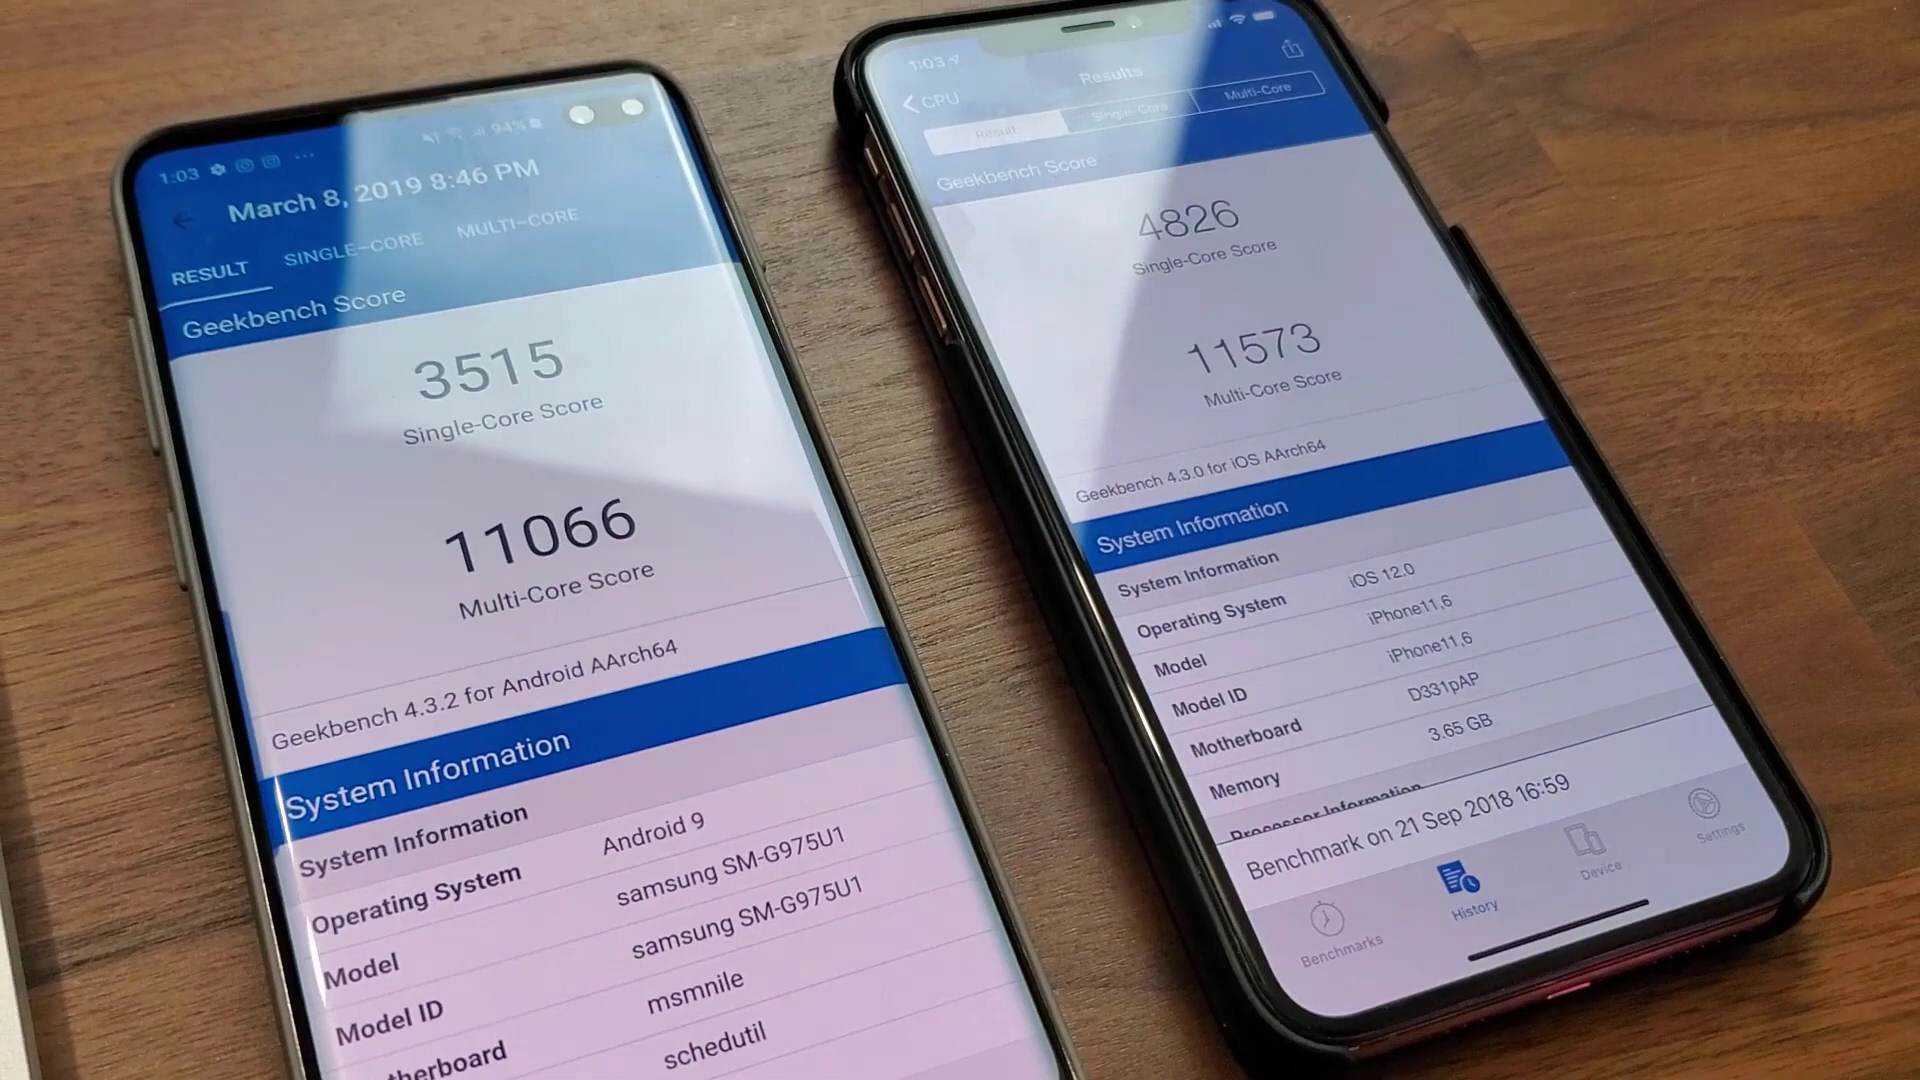 1:03 94%
March 8, 2019 8:46 PM
RESULT SINGLE-CORE MULTI-CORE
Geekbench Score
3515
Single-Core Score
11066
Multi-Core Score
Geekbench 4.3.2 for Android AArch64
System Information
System Information
Operating System Android 9
Model samsung SM-G975U1
Model ID samsung SM-G975U1
therboard msmnile
schedutil
1:03
CPU Results
Result Single-Core Multi-Core
Geekbench Score
4826
Single-Core Score
11573
Multi-Core Score
Geekbench 4.3.0 for iOS AArch64
System Information
System Information
Operating System iOS 12.0
Model iPhone11,6
Model ID iPhone11,6
Motherboard D331pAP
Memory 3.65 GB
Processor Information
Benchmark on 21 Sep 2018 16:59
Benchmarks History Device Settings